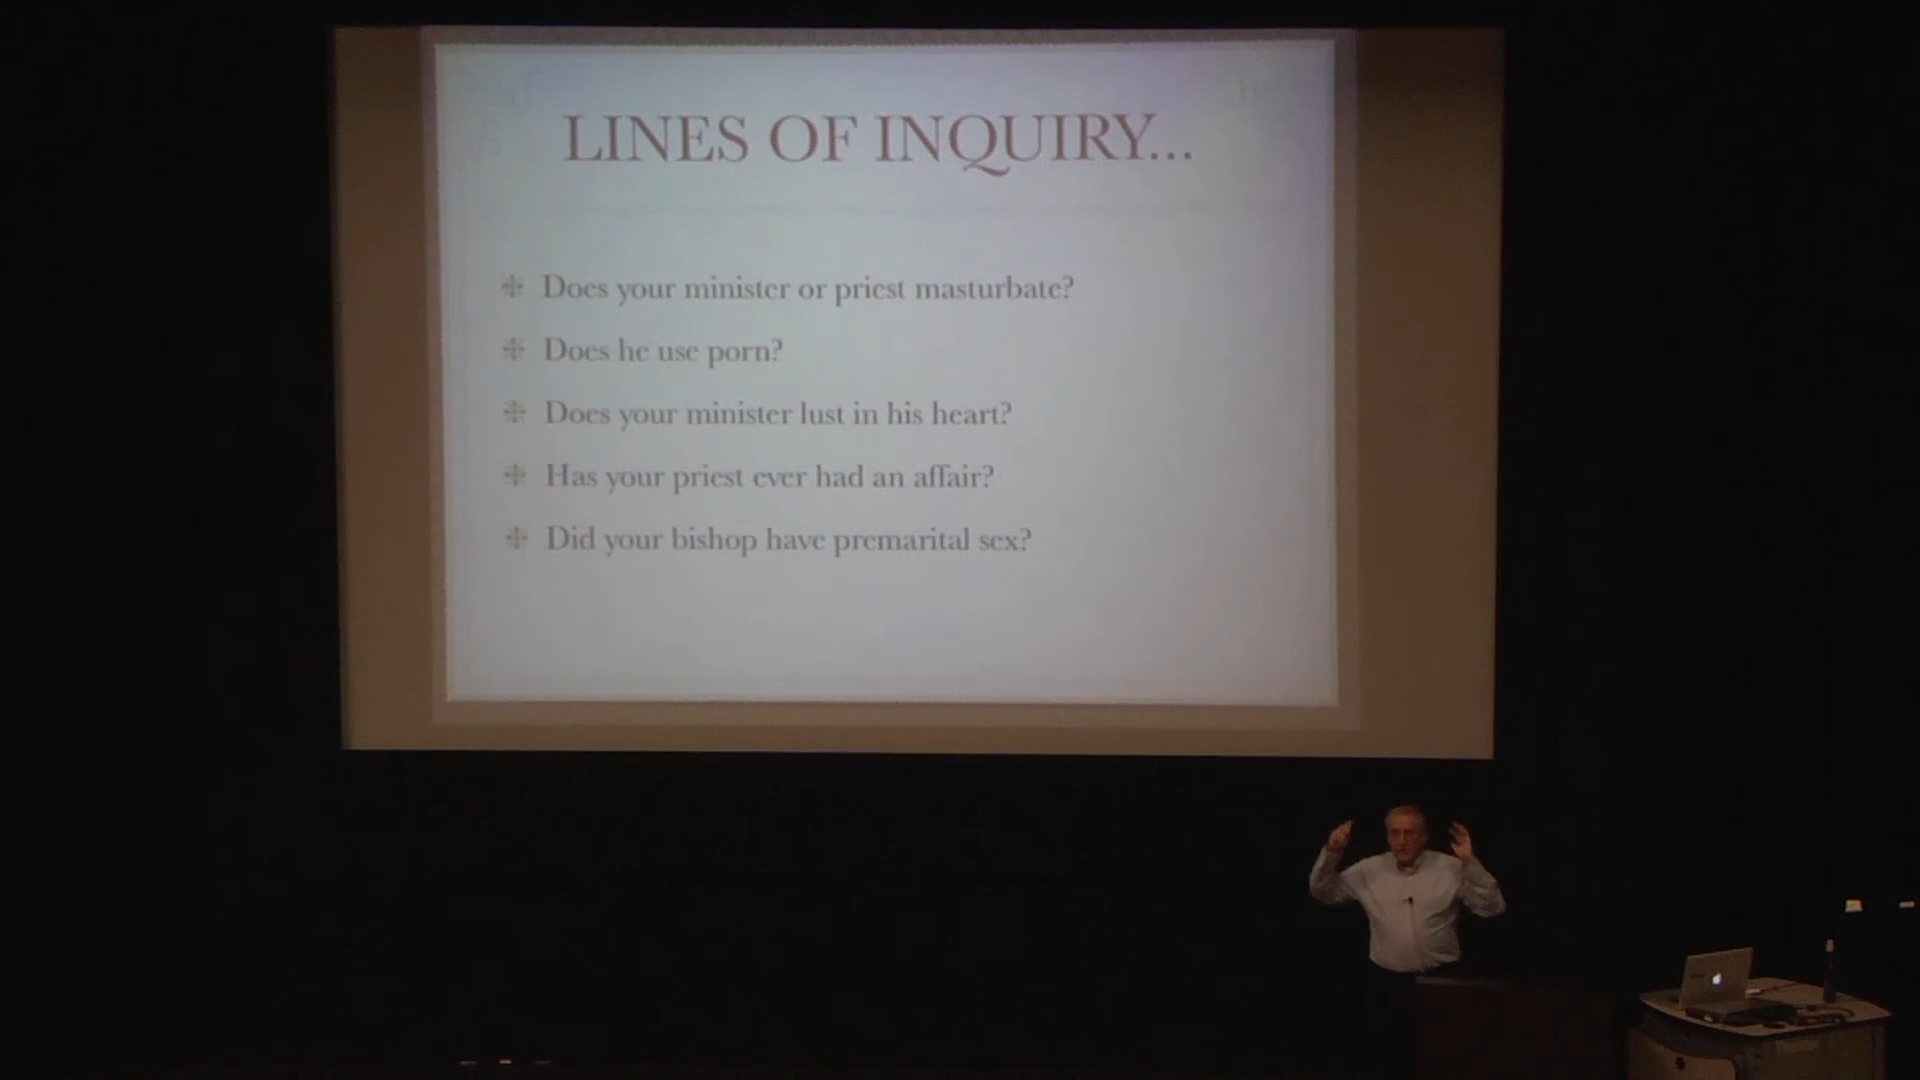 LINES OF INQUIRY...
Does your minister or priest masturbate?
Does he use porn?
Does your minister lust in his heart?
Has your priest ever had an affair?
Did your bishop have premarital sex?